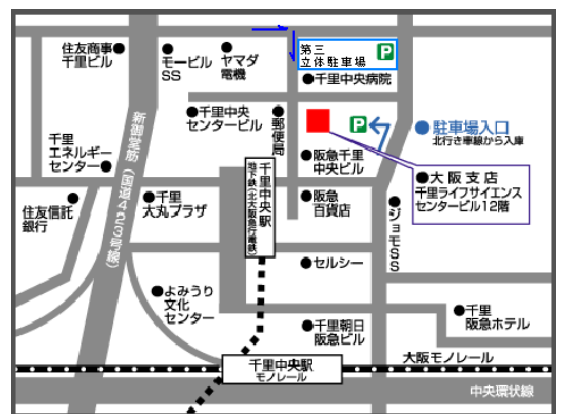 住友商事
千里ビル
モービル
SS
ヤマダ
電機
第三
立体駐車場
P
千里中央病院
新御堂筋(国道423号線)
千里中央
センタービル
郵便局
P
駐車場入口
北行き車線から入庫
千里
エネルギー
センター
阪急千里
中央ビル
千里中央駅
地下鉄(北大阪急行電鉄)
大阪支店
千里ライフサイエンス
センタービル12階
住友信託
銀行
千里
大丸プラザ
阪急
百貨店
ジョモSS
セルシー
よみうり
文化
センター
千里朝日
阪急ビル
千里
阪急ホテル
千里中央駅
モノレール
大阪モノレール
中央環状線